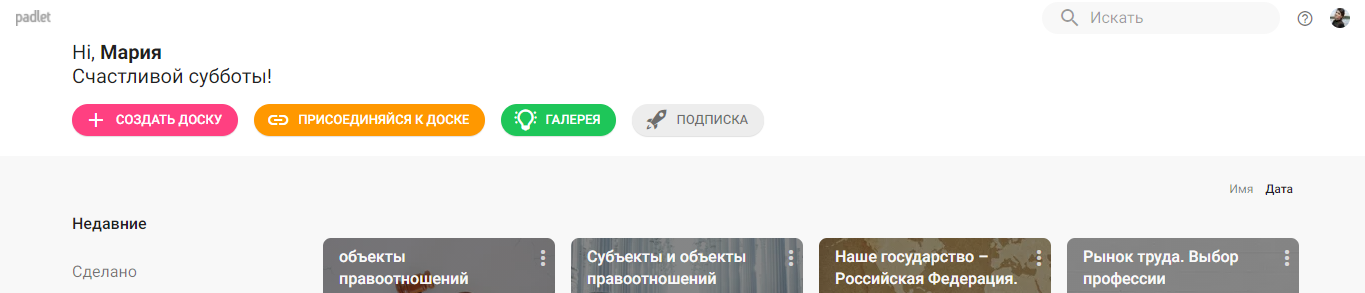 padlet
Искать
Hi, Мария
Счастливой субботы!
СОЗДАТЬ ДОСКУ
ПРИСОЕДИНЯЙСЯ К ДОСКЕ
ГАЛЕРЕЯ
ПОДПИСКА
Имя Дата
Недавние
Сделано
объекты
правоотношений
Субъекты и объекты
правоотношений
Наше государство –
Российская Федерация.
Рынок труда. Выбор
профессии